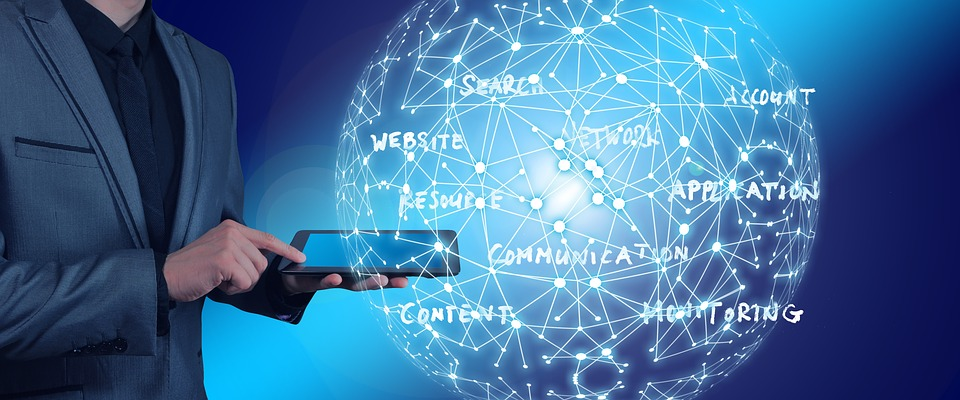 SEARCH
ACCOUNT
WEBSITE
NETWORK
RESOURCE
APPLICATION
COMMUNICATION
CONTENT
MONITORING